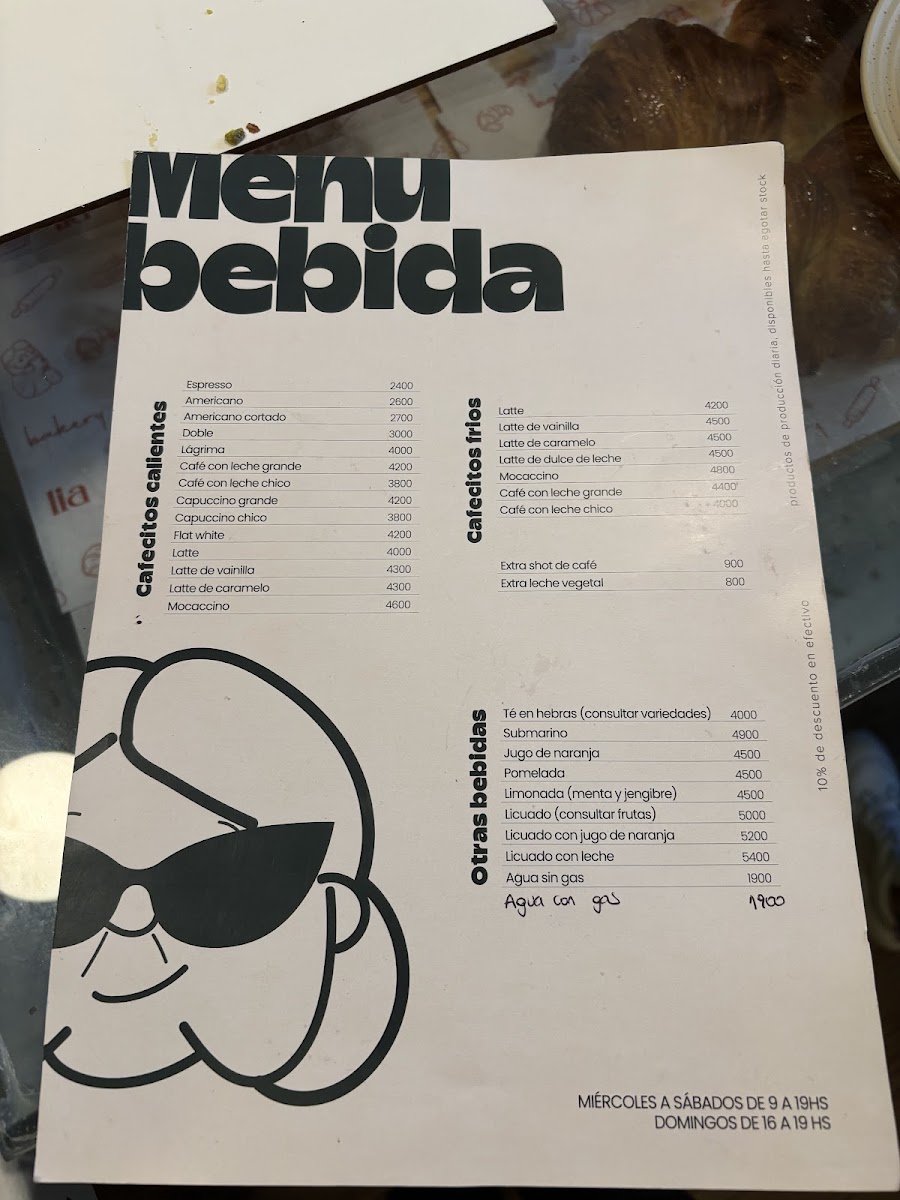 Menu
bebida
cafecitos calientes
Espresso 2400
Americano 2600
Americano cortado 2700
Doble 3000
Lágrima 4000
Café con leche grande 4200
Café con leche chico 3800
Capuccino grande 4200
Capuccino chico 3800
Flat white 4200
Latte 4000
Latte de vainilla 4300
Latte de caramelo 4300
Mocaccino 4600
cafecitos frios
Latte 4200
Latte de vainilla 4500
Latte de caramelo 4500
Latte de dulce de leche 4500
Mocaccino 4800
Café con leche grande 4400
Café con leche chico 4000
Extra shot de café 900
Extra leche vegetal 800
Otras bebidas
Té en hebras (consultar variedades) 4000
Submarino 4900
Jugo de naranja 4500
Pomelada 4500
Limonada (menta y jengibre) 4500
Licuado (consultar frutas) 5000
Licuado con jugo de naranja 5200
Licuado con leche 5400
Agua sin gas 1900
Agua con gas 1900
productos de producción diaria, disponibles hasta agotar stock
10% de descuento en efectivo
MIÉRCOLES A SÁBADOS DE 9 A 19HS
DOMINGOS DE 16 A 19 HS
bakery
lia